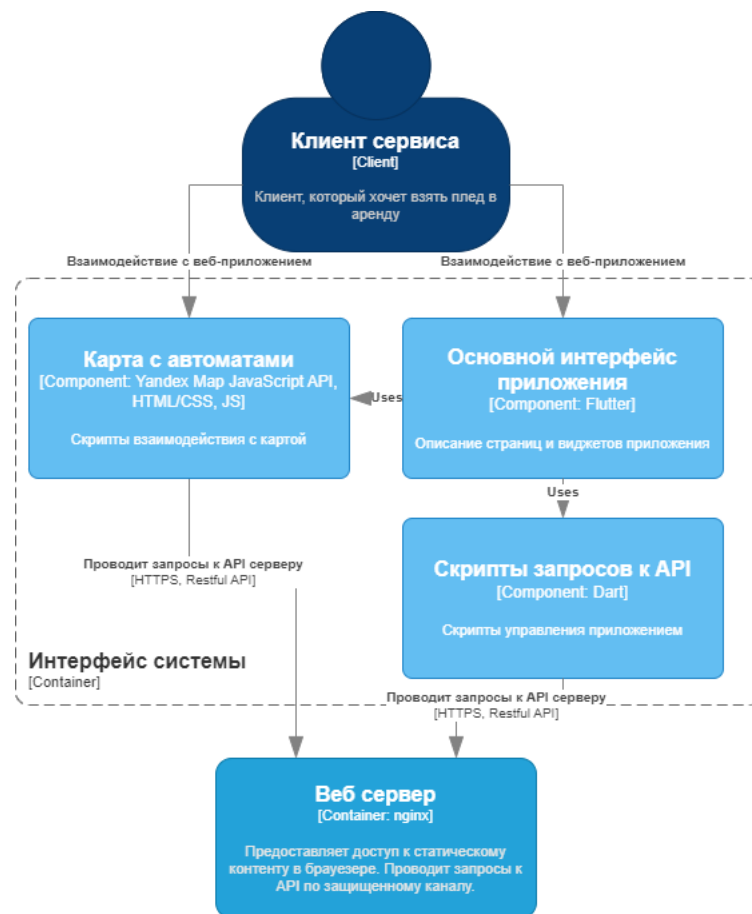 Клиент сервиса
[Client]
Клиент, который хочет взять плед в
аренду
Взаимодействие с веб-приложением
Взаимодействие с веб-приложением
Карта с автоматами
[Component: Yandex Map JavaScript API,
HTML/CSS, JS]
Скрипты взаимодействия с картой
Uses
Основной интерфейс
приложения
[Component: Flutter]
Описание страниц и виджетов приложения
Uses
Проводит запросы к API серверу
[HTTPS, Restful API]
Скрипты запросов к API
[Component: Dart]
Скрипты управления приложением
Интерфейс системы
[Container]
Проводит запросы к API серверу
[HTTPS, Restful API]
Веб сервер
[Container: nginx]
Предоставляет доступ к статическому
контенту в браузере. Проводит запросы к
API по защищенному каналу.